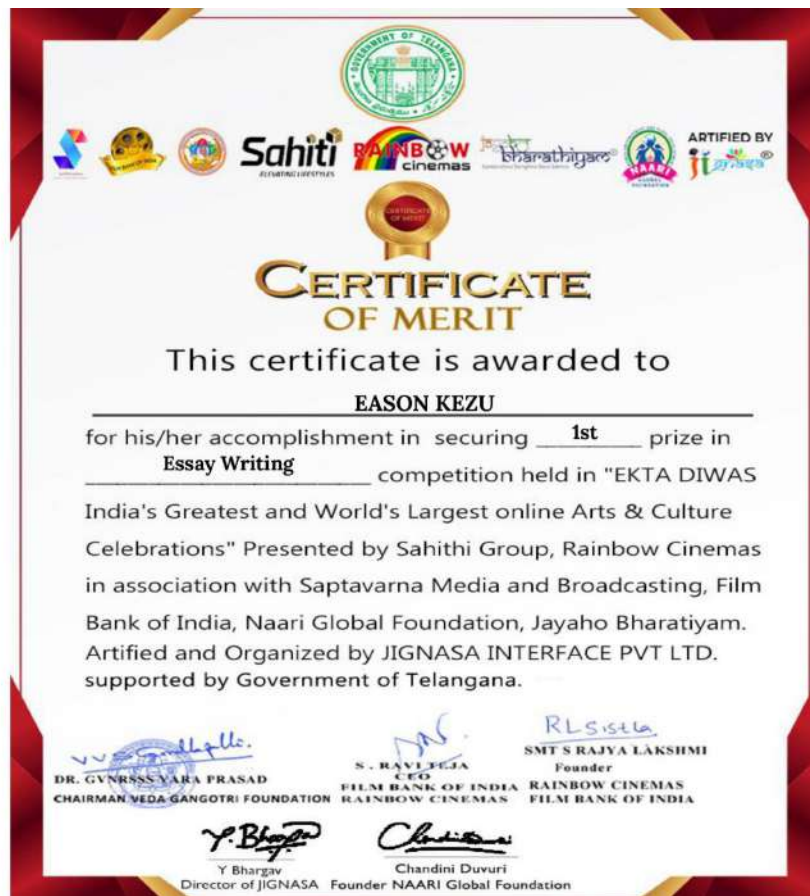 GOVERNMENT OF TELANGANA
Sahiti
ELEVATING LIFESTYLES
RAINBOW
cinemas
bharathiyam
NAARI
GLOBAL
FOUNDATION
ARTIFIED BY
jignasa
CERTIFICATE
OF MERIT
CERTIFICATE
OF MERIT
This certificate is awarded to
EASON KEZU
for his/her accomplishment in securing 1st prize in
Essay Writing competition held in "EKTA DIWAS
India's Greatest and World's Largest online Arts & Culture
Celebrations" Presented by Sahithi Group, Rainbow Cinemas
in association with Saptavarna Media and Broadcasting, Film
Bank of India, Naari Global Foundation, Jayaho Bharatiyam.
Artified and Organized by JIGNASA INTERFACE PVT LTD.
supported by Government of Telangana.
RLSistla
DR. GVNRSSS VARA PRASAD
CHAIRMAN VEDA GANGOTRI FOUNDATION
S. RAVI TEJA
CEO
FILM BANK OF INDIA
RAINBOW CINEMAS
SMT S RAJYA LAKSHMI
Founder
RAINBOW CINEMAS
FILM BANK OF INDIA
Y. Bhargav
Y Bhargav
Director of JIGNASA
Chandini Duvuri
Founder NAARI Global Foundation